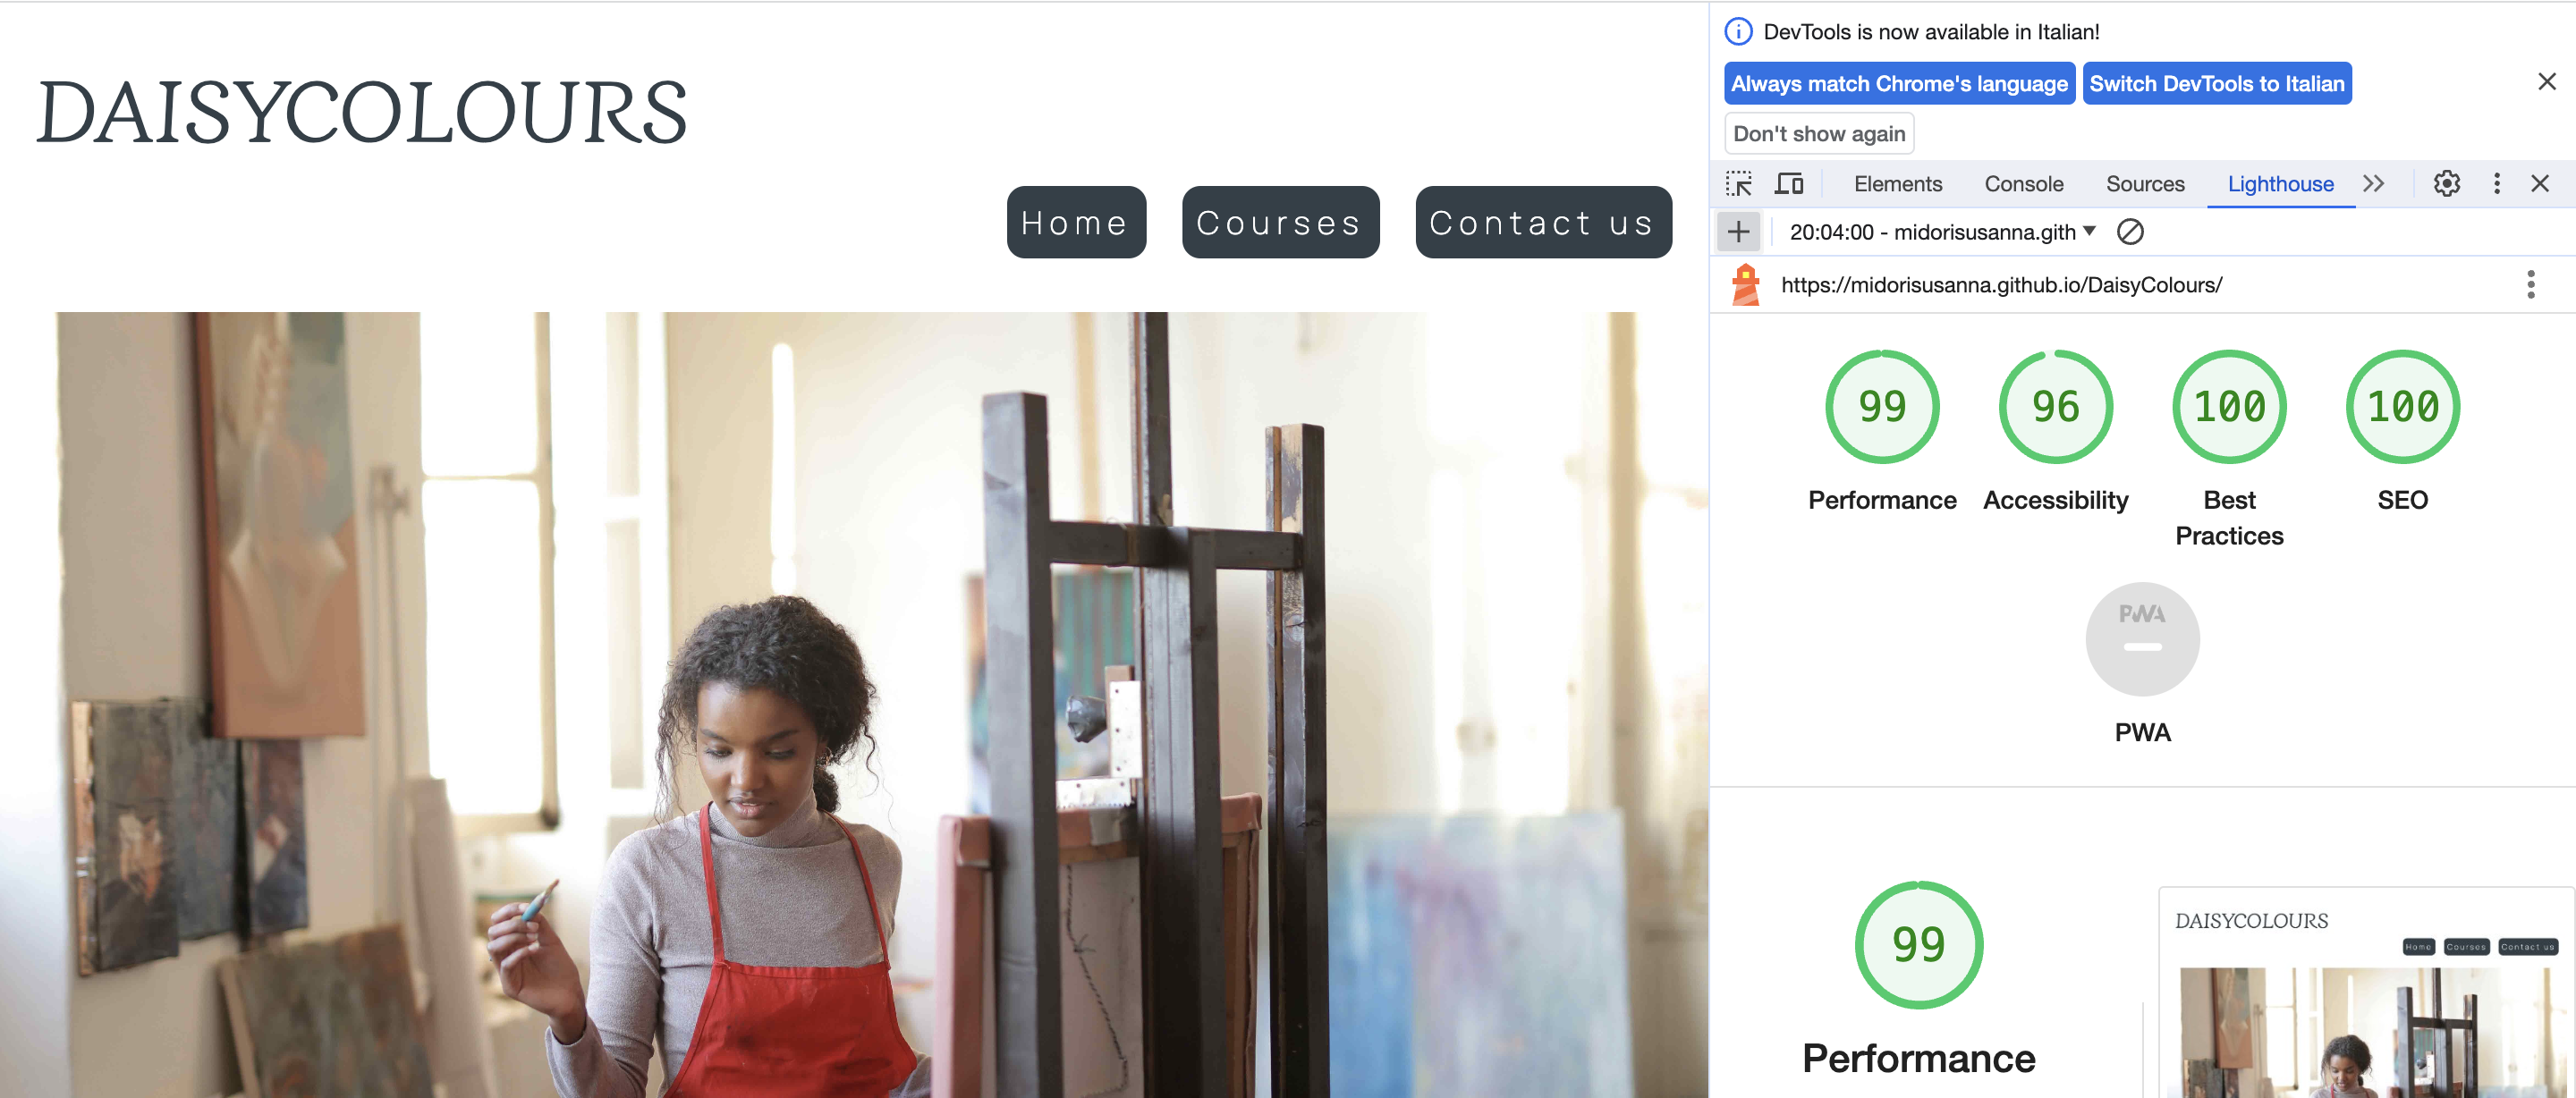 DAISYCOLOURS
Home Courses Contact us
DevTools is now available in Italian!
Always match Chrome's language Switch DevTools to Italian
Don't show again
Elements Console Sources Lighthouse
20:04:00 - midorisusanna.gith
https://midorisusanna.github.io/DaisyColours/
99 96 100 100
Performance Accessibility Best Practices SEO
PWA
PWA
99
Performance
DAISYCOLOURS
Home Courses Contact us